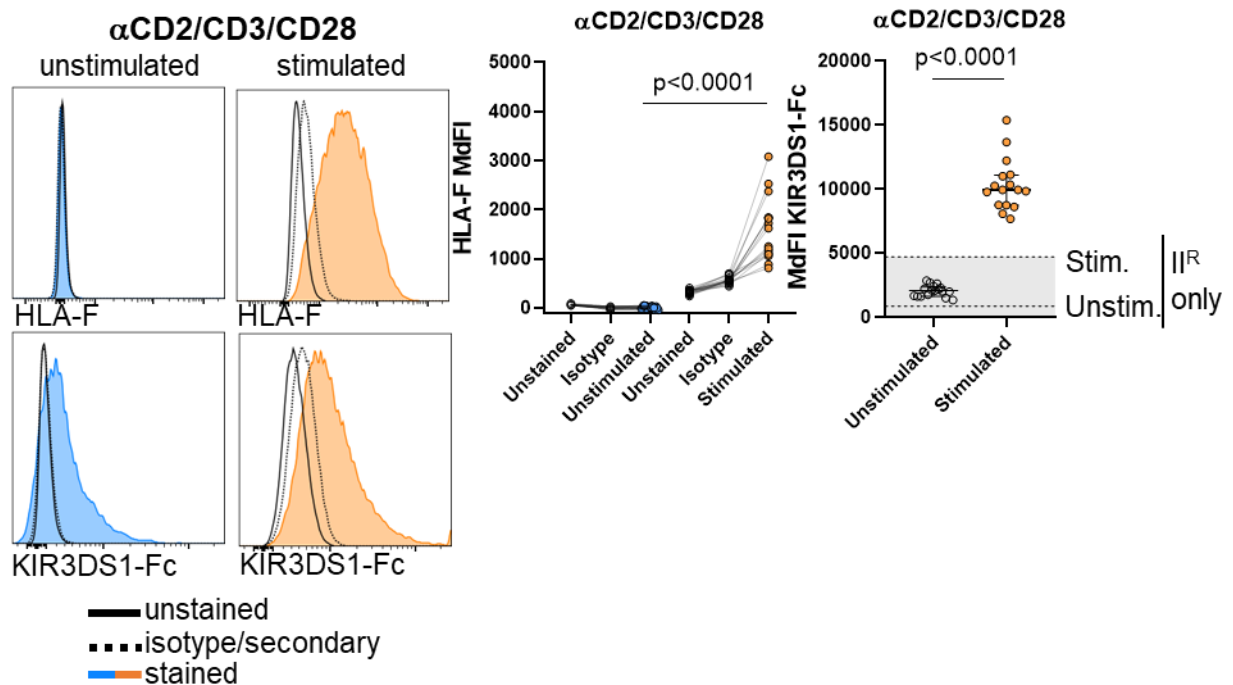 αCD2/CD3/CD28
unstimulated
stimulated
HLA-F
HLA-F
KIR3DS1-Fc
KIR3DS1-Fc
unstained
isotype/secondary
stained
αCD2/CD3/CD28
p<0.0001
HLA-F MdFI
5000
4000
3000
2000
1000
0
Unstained
Isotype
Unstimulated
Unstained
Isotype
Stimulated
αCD2/CD3/CD28
p<0.0001
MdFI KIR3DS1-Fc
20000
15000
10000
5000
0
Unstimulated
Stimulated
Stim.
Unstim.
IIᴿ
only